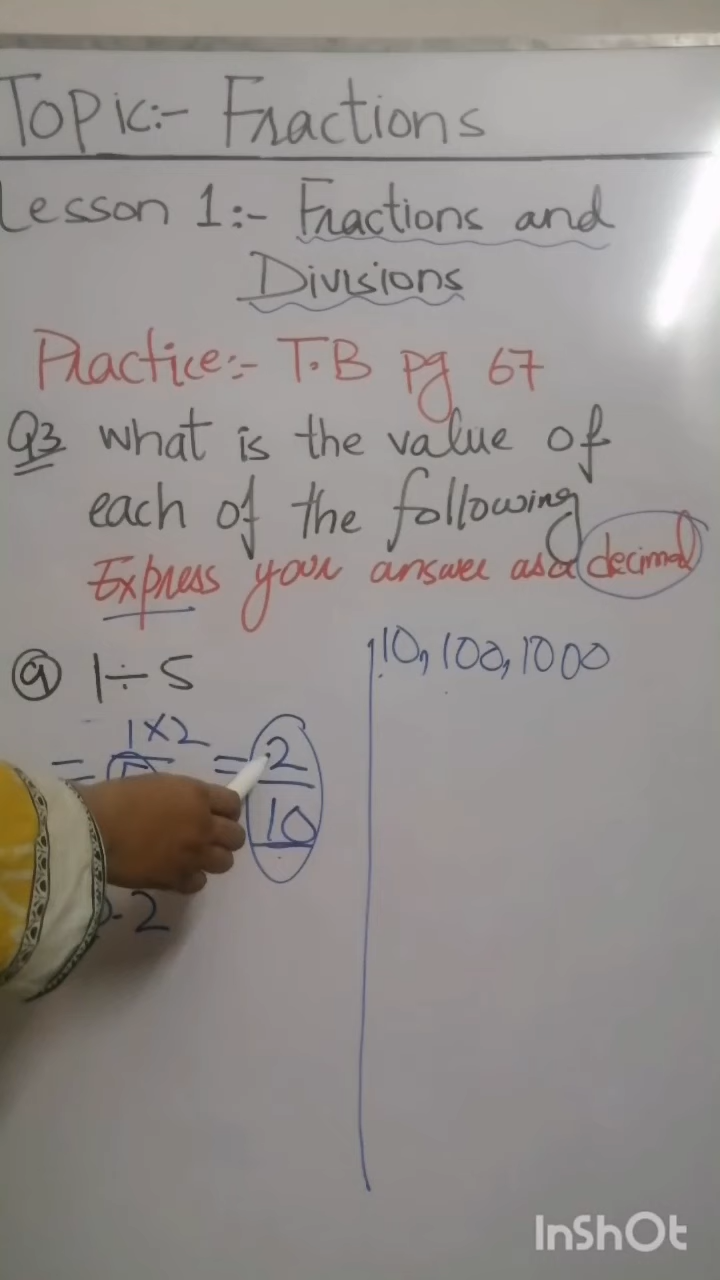 Topic:- Fractions
Lesson 1:- Fractions and
Divisions
Practice:- T.B pg 67
Q3 What is the value of
each of the following
Express your answer as a decimal
10, 100, 1000
a 1÷5
= 1×2 = 2
10
.2
InShOt